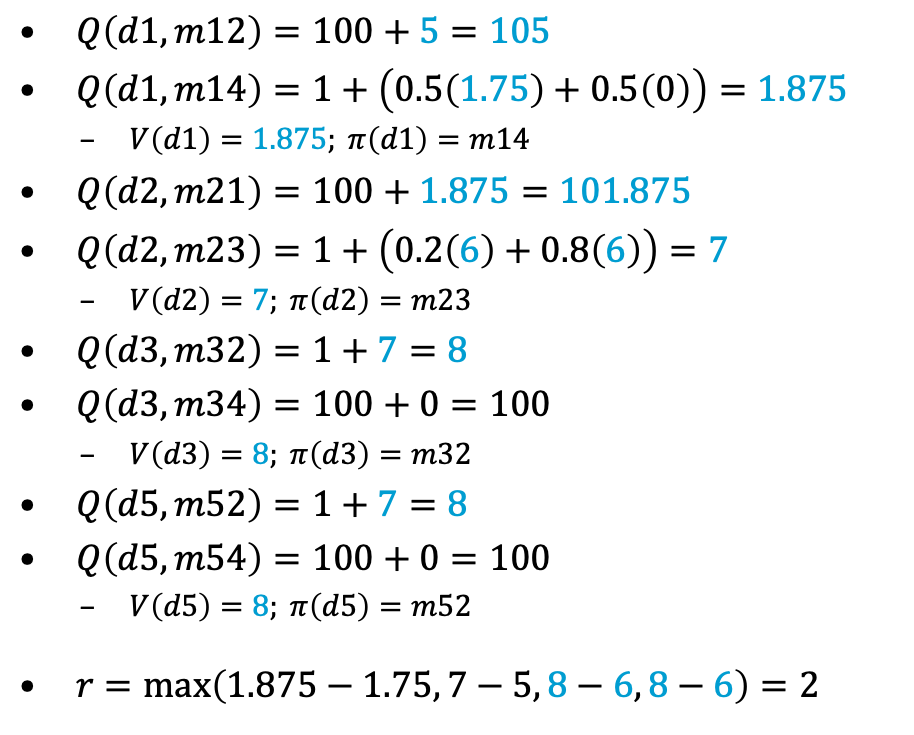 • Q(d1, m12) = 100 + 5 = 105
• Q(d1, m14) = 1 + (0.5(1.75) + 0.5(0)) = 1.875
– V(d1) = 1.875; π(d1) = m14
• Q(d2, m21) = 100 + 1.875 = 101.875
• Q(d2, m23) = 1 + (0.2(6) + 0.8(6)) = 7
– V(d2) = 7; π(d2) = m23
• Q(d3, m32) = 1 + 7 = 8
• Q(d3, m34) = 100 + 0 = 100
– V(d3) = 8; π(d3) = m32
• Q(d5, m52) = 1 + 7 = 8
• Q(d5, m54) = 100 + 0 = 100
– V(d5) = 8; π(d5) = m52
• r = max(1.875 − 1.75, 7 − 5, 8 − 6, 8 − 6) = 2